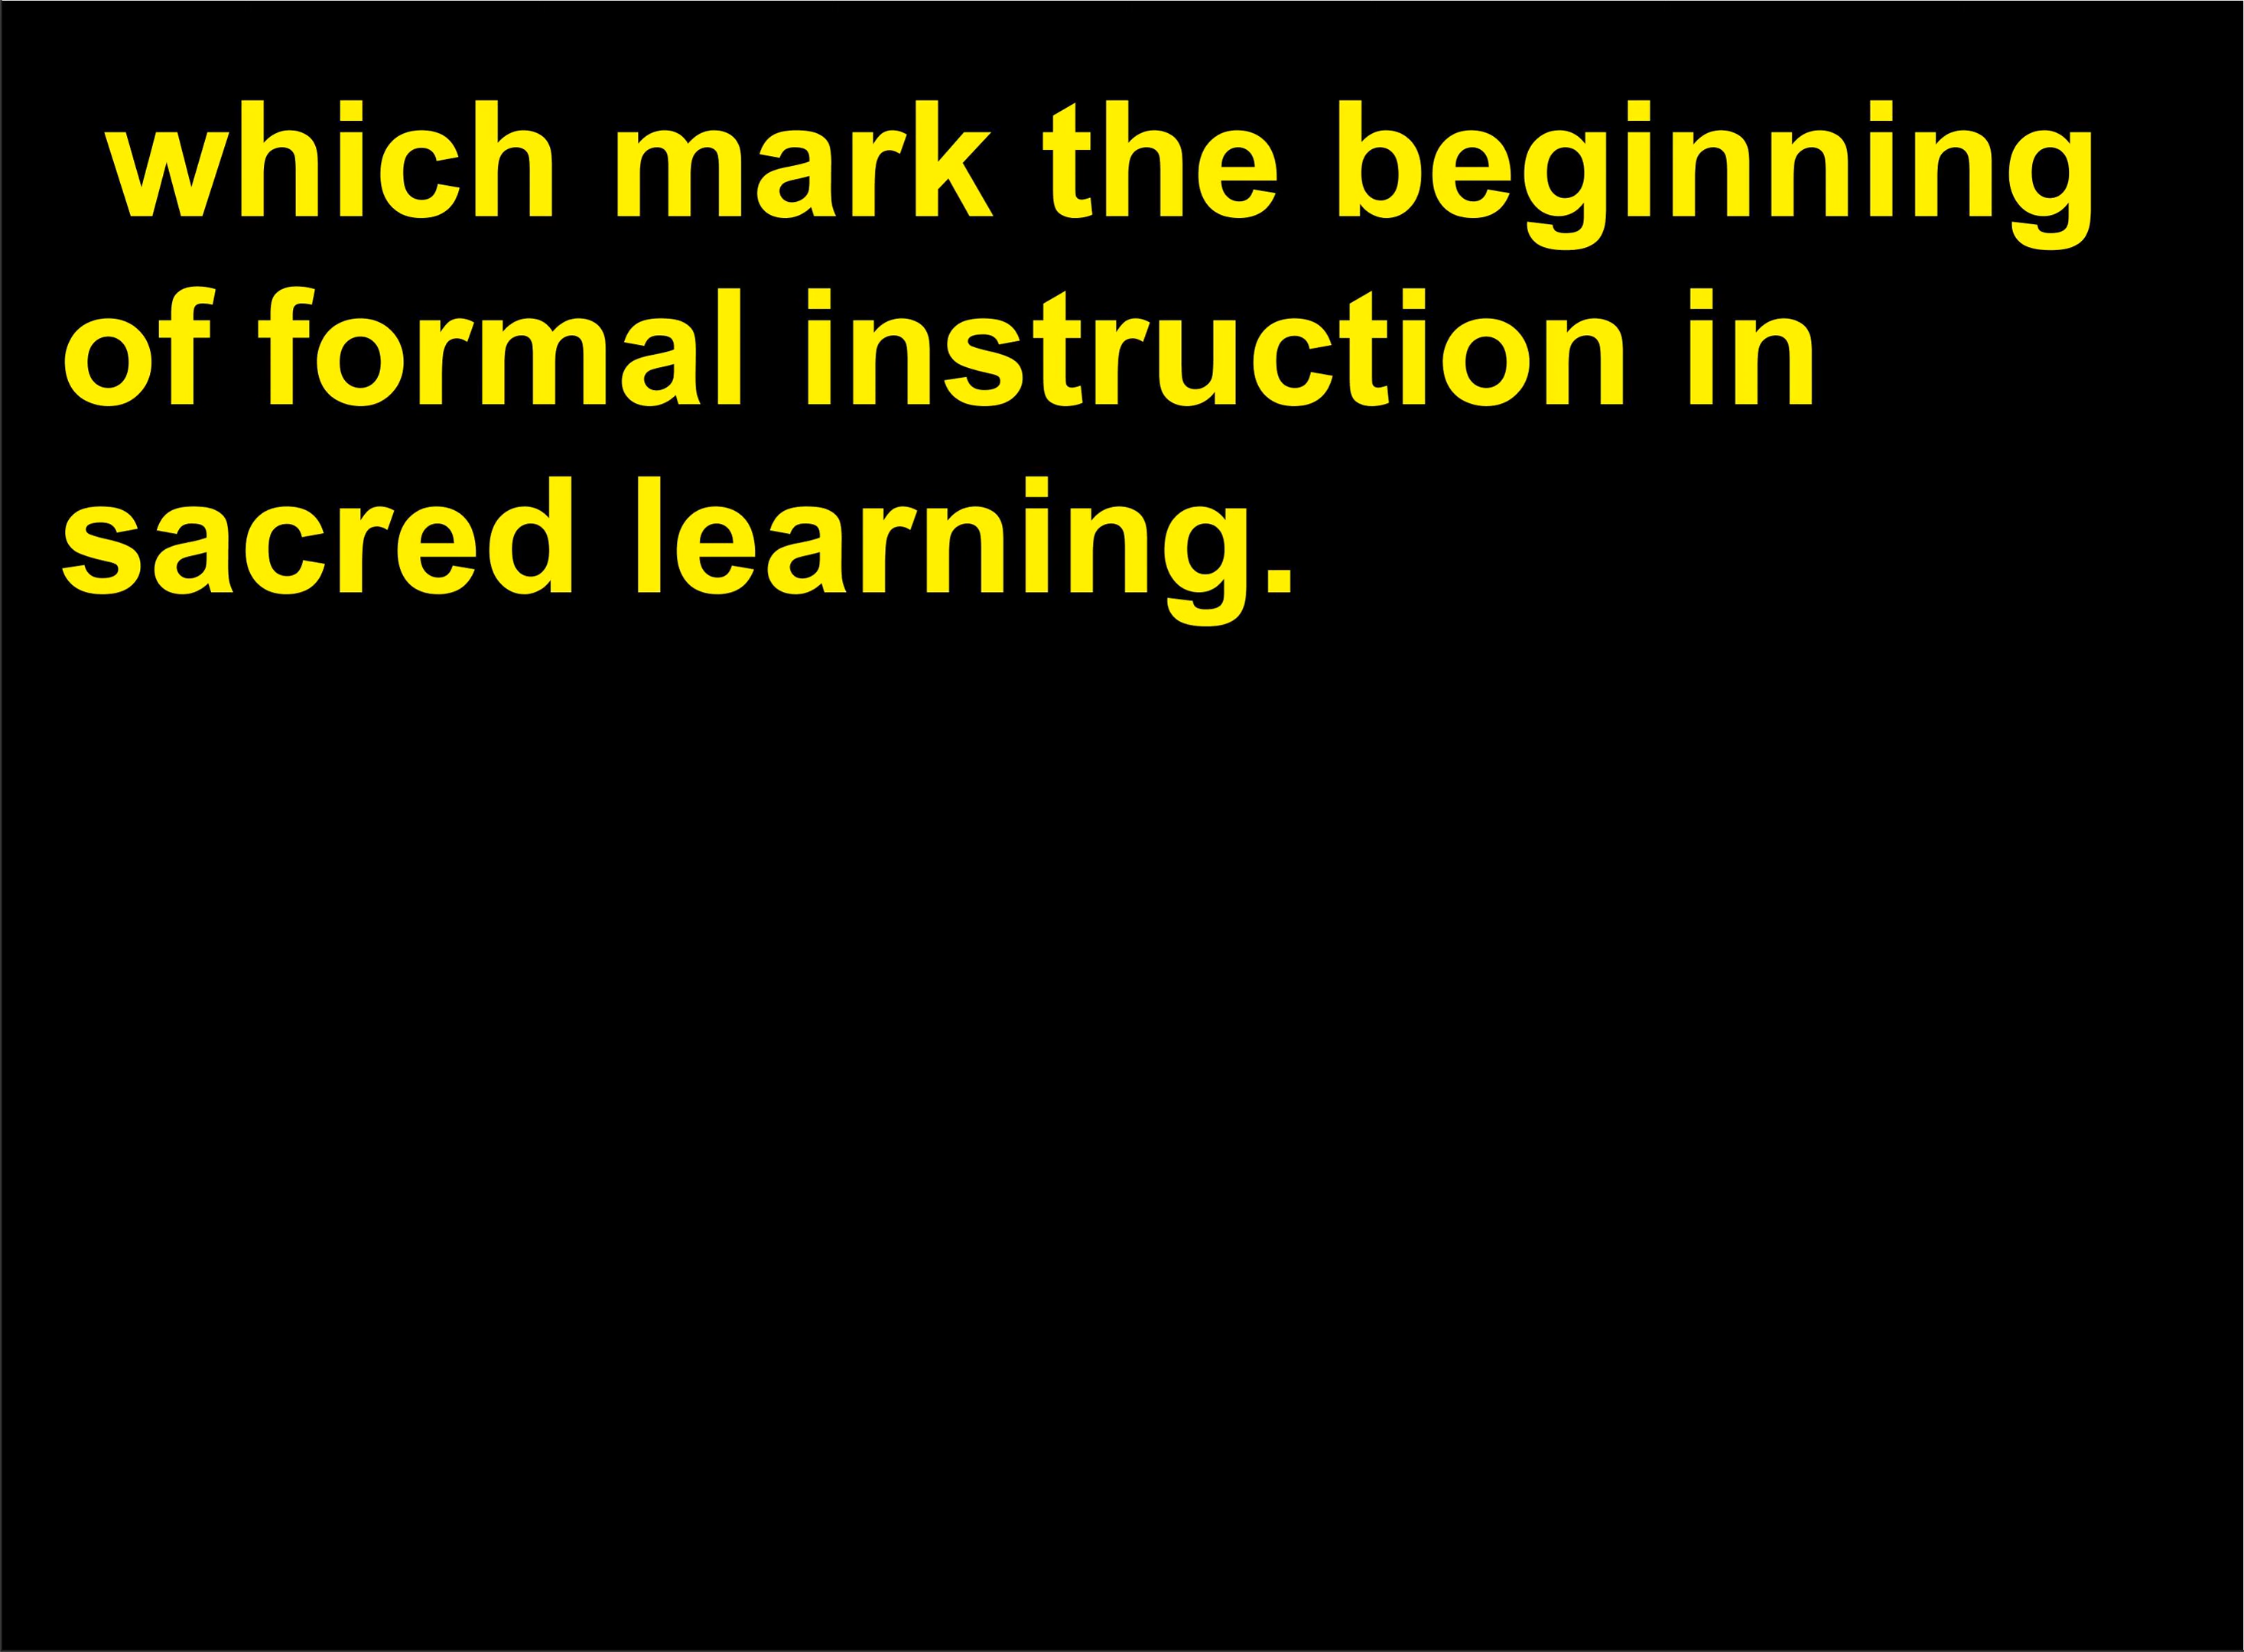 which mark the beginning
of formal instruction in
sacred learning.